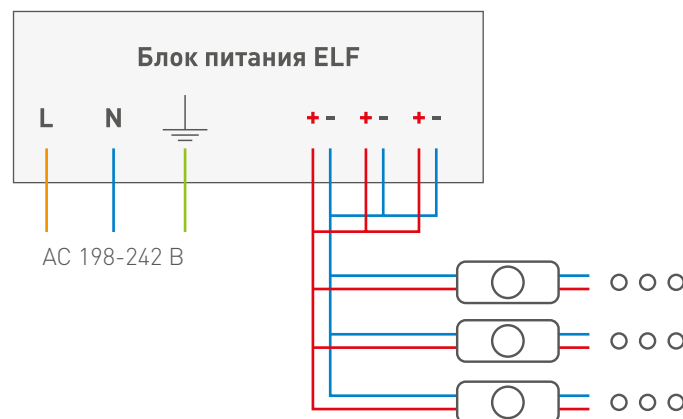 Блок питания ELF
L N + - + - + -
AC 198-242 В